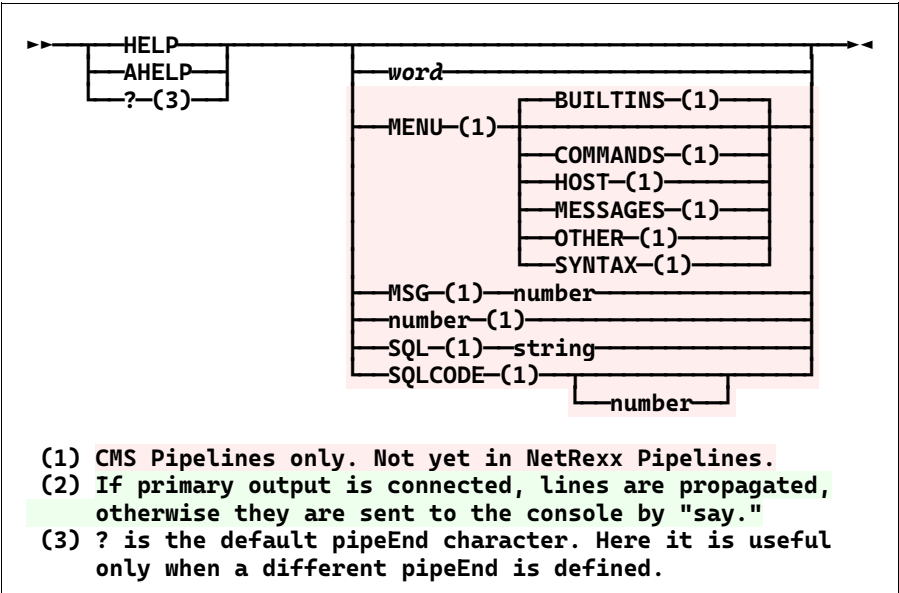 HELP
AHELP
word
? (3)
BUILTINS (1)
MENU (1)
COMMANDS (1)
HOST (1)
MESSAGES (1)
OTHER (1)
SYNTAX (1)
MSG (1) number
number (1)
SQL (1) string
SQLCODE (1)
number
(1) CMS Pipelines only. Not yet in NetRexx Pipelines.
(2) If primary output is connected, lines are propagated,
otherwise they are sent to the console by "say."
(3) ? is the default pipeEnd character. Here it is useful
only when a different pipeEnd is defined.